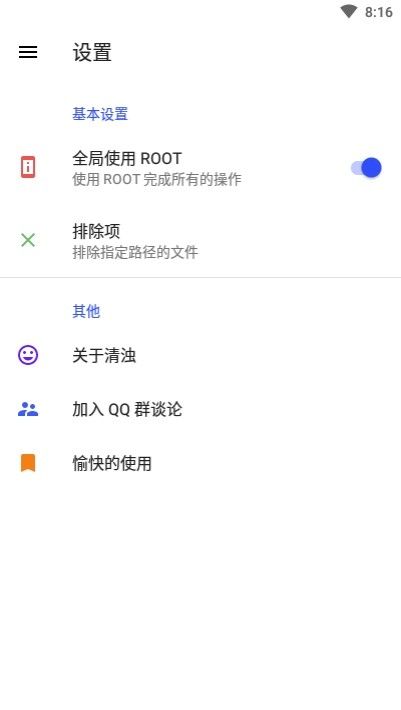 8:16
设置
基本设置
全局使用 ROOT
使用 ROOT 完成所有的操作
排除项
排除指定路径的文件
其他
关于清浊
加入 QQ 群谈论
愉快的使用